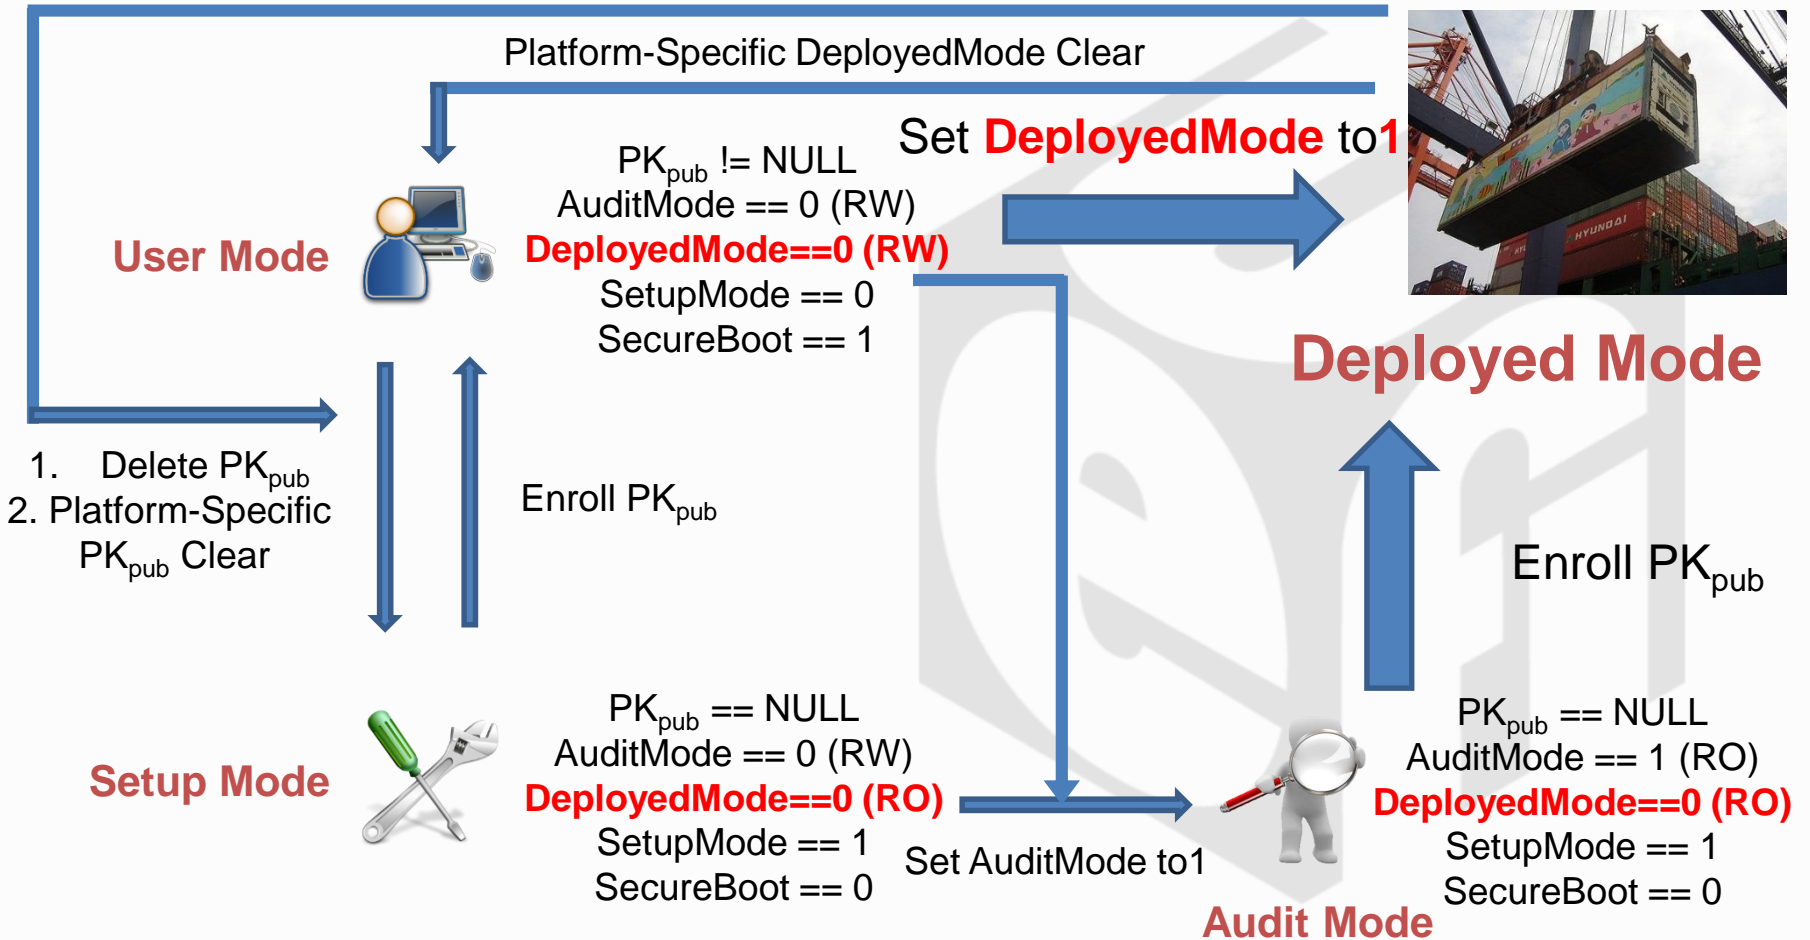 Platform-Specific DeployedMode Clear
Set DeployedMode to1
PKpub != NULL
AuditMode == 0 (RW)
DeployedMode==0 (RW)
SetupMode == 0
SecureBoot == 1
User Mode
HYUNDAI
Deployed Mode
1. Delete PKpub
2. Platform-Specific
PKpub Clear
Enroll PKpub
Enroll PKpub
PKpub == NULL
AuditMode == 0 (RW)
DeployedMode==0 (RO)
SetupMode == 1
SecureBoot == 0
Setup Mode
Set AuditMode to1
PKpub == NULL
AuditMode == 1 (RO)
DeployedMode==0 (RO)
SetupMode == 1
SecureBoot == 0
Audit Mode